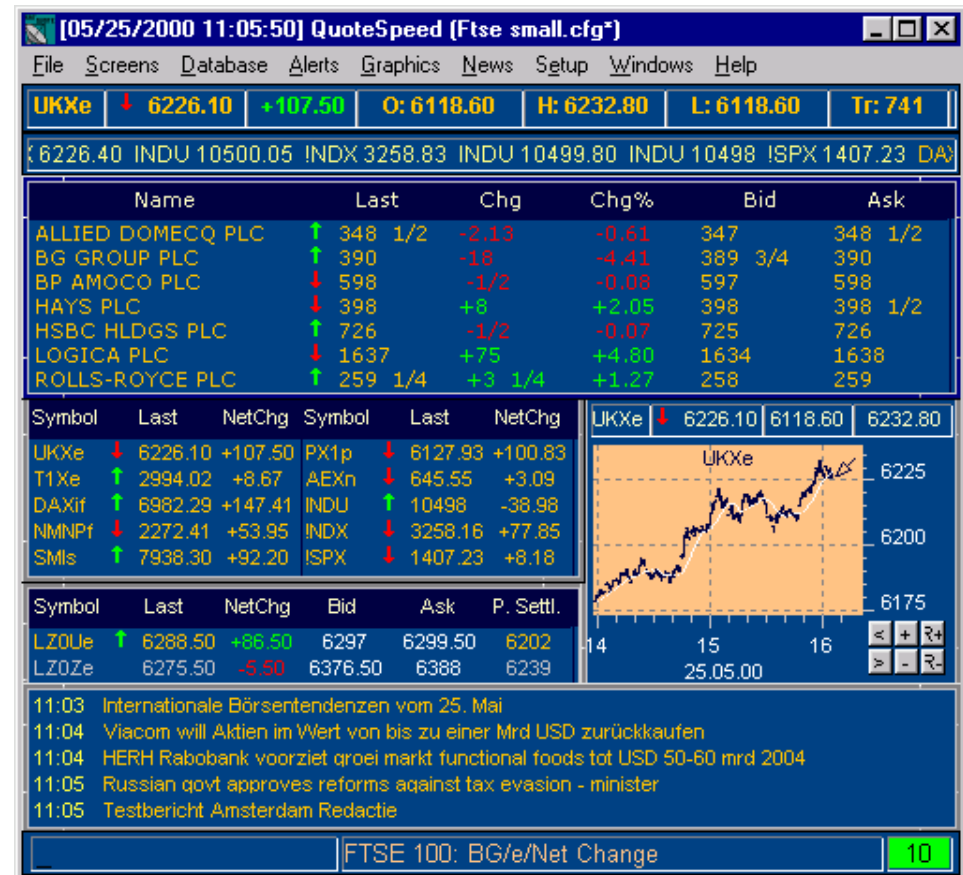 [05/25/2000 11:05:50] QuoteSpeed (Ftse small.cfg*)
File Screens Database Alerts Graphics News Setup Windows Help
UKXe 6226.10 +107.50 O: 6118.60 H: 6232.80 L: 6118.60 Tr: 741
6226.40 INDU 10500.05 !NDX 3258.83 INDU 10499.80 INDU 10498 !SPX 1407.23 DAX
Name Last Chg Chg% Bid Ask
ALLIED DOMECQ PLC 348 1/2 -2.13 -0.61 347 348 1/2
BG GROUP PLC 390 -18 -4.41 389 3/4 390
BP AMOCO PLC 598 -1/2 -0.08 597 598
HAYS PLC 398 +8 +2.05 398 398 1/2
HSBC HLDGS PLC 726 -1/2 -0.07 725 726
LOGICA PLC 1637 +75 +4.80 1634 1638
ROLLS-ROYCE PLC 259 1/4 +3 1/4 +1.27 258 259
Symbol Last NetChg Symbol Last NetChg
UKXe 6226.10 +107.50 PX1p 6127.93 +100.83
T1Xe 2994.02 +8.67 AEXn 645.55 +3.09
DAXif 6982.29 +147.41 INDU 10498 -38.98
NMNPf 2272.41 +53.95 !NDX 3258.16 +77.85
SMIs 7938.30 +92.20 !SPX 1407.23 +8.18
UKXe 6226.10 6118.60 6232.80
UKXe
6225
6200
6175
14 15 16
25.05.00
< + R+
> - R-
Symbol Last NetChg Bid Ask P. Settl.
LZ0Ue 6288.50 +86.50 6297 6299.50 6202
LZ0Ze 6275.50 -5.50 6376.50 6388 6239
11:03 Internationale Börsentendenzen vom 25. Mai
11:04 Viacom will Aktien im Wert von bis zu einer Mrd USD zurückkaufen
11:04 HERH Rabobank voorziet groei markt functional foods tot USD 50-60 mrd 2004
11:05 Russian govt approves reforms against tax evasion - minister
11:05 Testbericht Amsterdam Redactie
FTSE 100: BG/e/Net Change 10